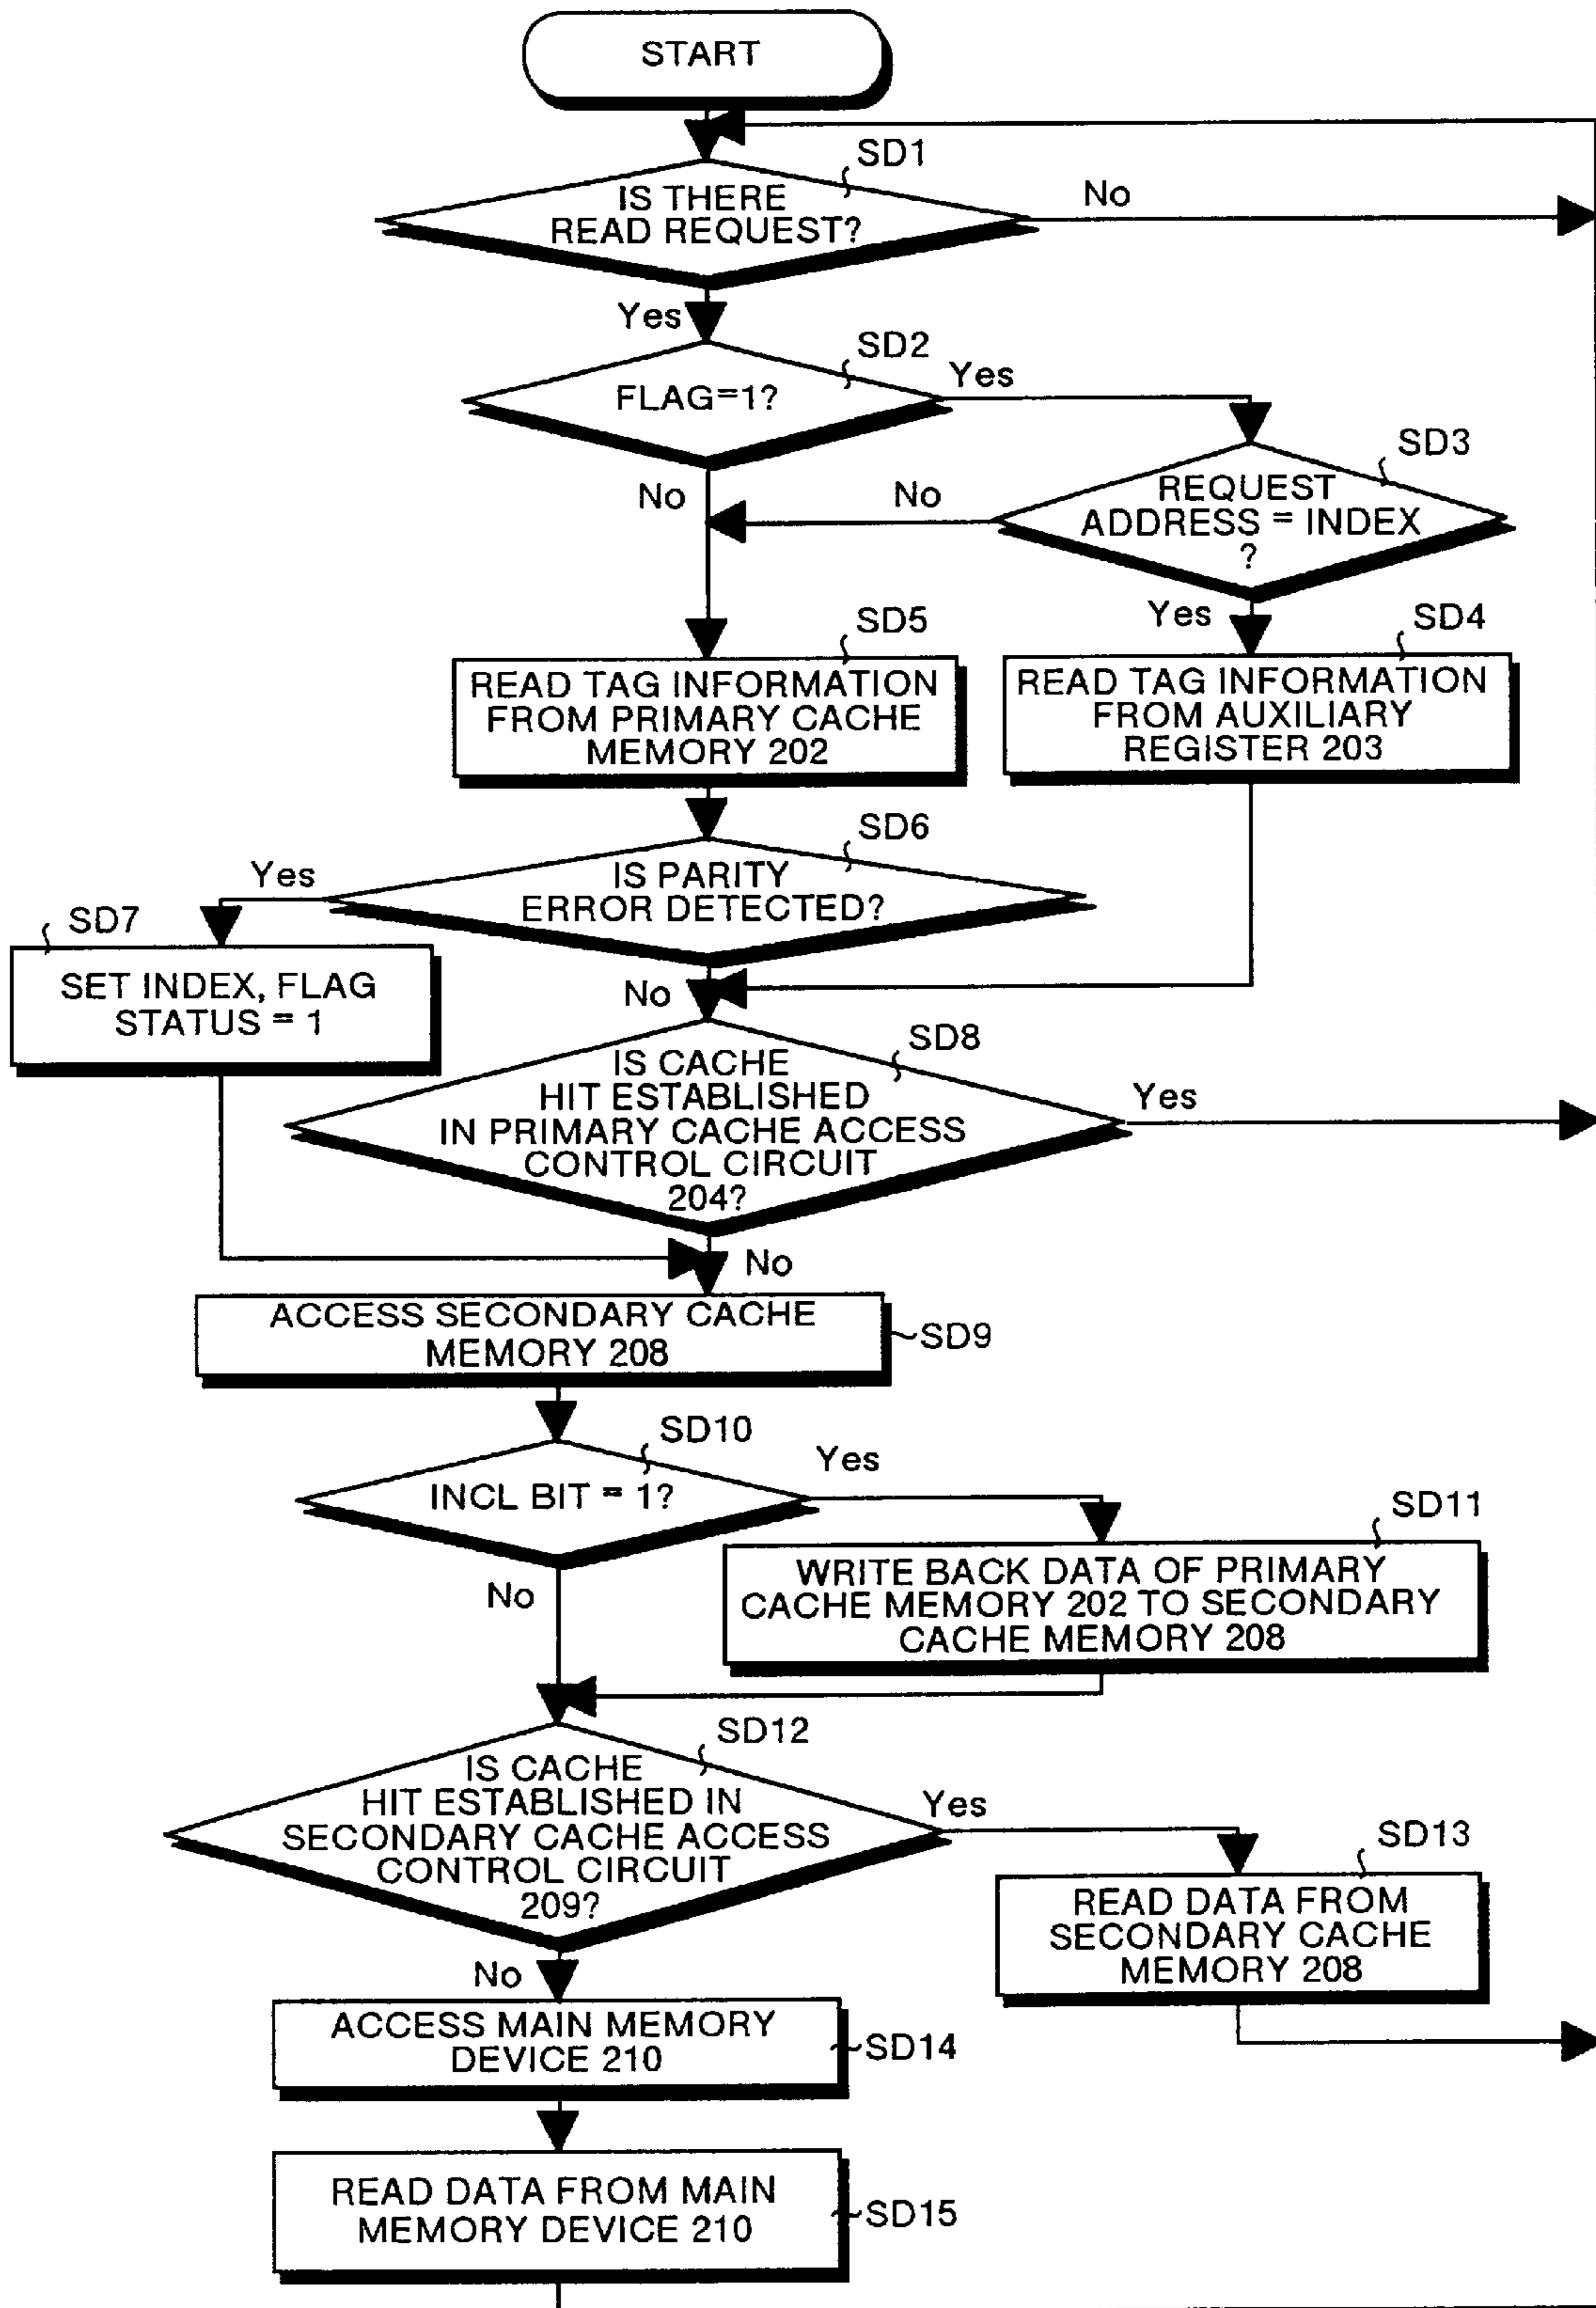 START
SD1
IS THERE
READ REQUEST?
No
Yes
SD2
FLAG=1?
Yes
No
SD3
REQUEST
ADDRESS = INDEX
?
No
Yes
SD5
READ TAG INFORMATION
FROM PRIMARY CACHE
MEMORY 202
SD4
READ TAG INFORMATION
FROM AUXILIARY
REGISTER 203
SD6
IS PARITY
ERROR DETECTED?
Yes
No
SD7
SET INDEX, FLAG
STATUS = 1
SD8
IS CACHE
HIT ESTABLISHED
IN PRIMARY CACHE ACCESS
CONTROL CIRCUIT
204?
Yes
No
ACCESS SECONDARY CACHE
MEMORY 208
SD9
SD10
INCL BIT = 1?
Yes
No
SD11
WRITE BACK DATA OF PRIMARY
CACHE MEMORY 202 TO SECONDARY
CACHE MEMORY 208
SD12
IS CACHE
HIT ESTABLISHED IN
SECONDARY CACHE ACCESS
CONTROL CIRCUIT
209?
Yes
No
SD13
READ DATA FROM
SECONDARY CACHE
MEMORY 208
ACCESS MAIN MEMORY
DEVICE 210
SD14
READ DATA FROM MAIN
MEMORY DEVICE 210
SD15